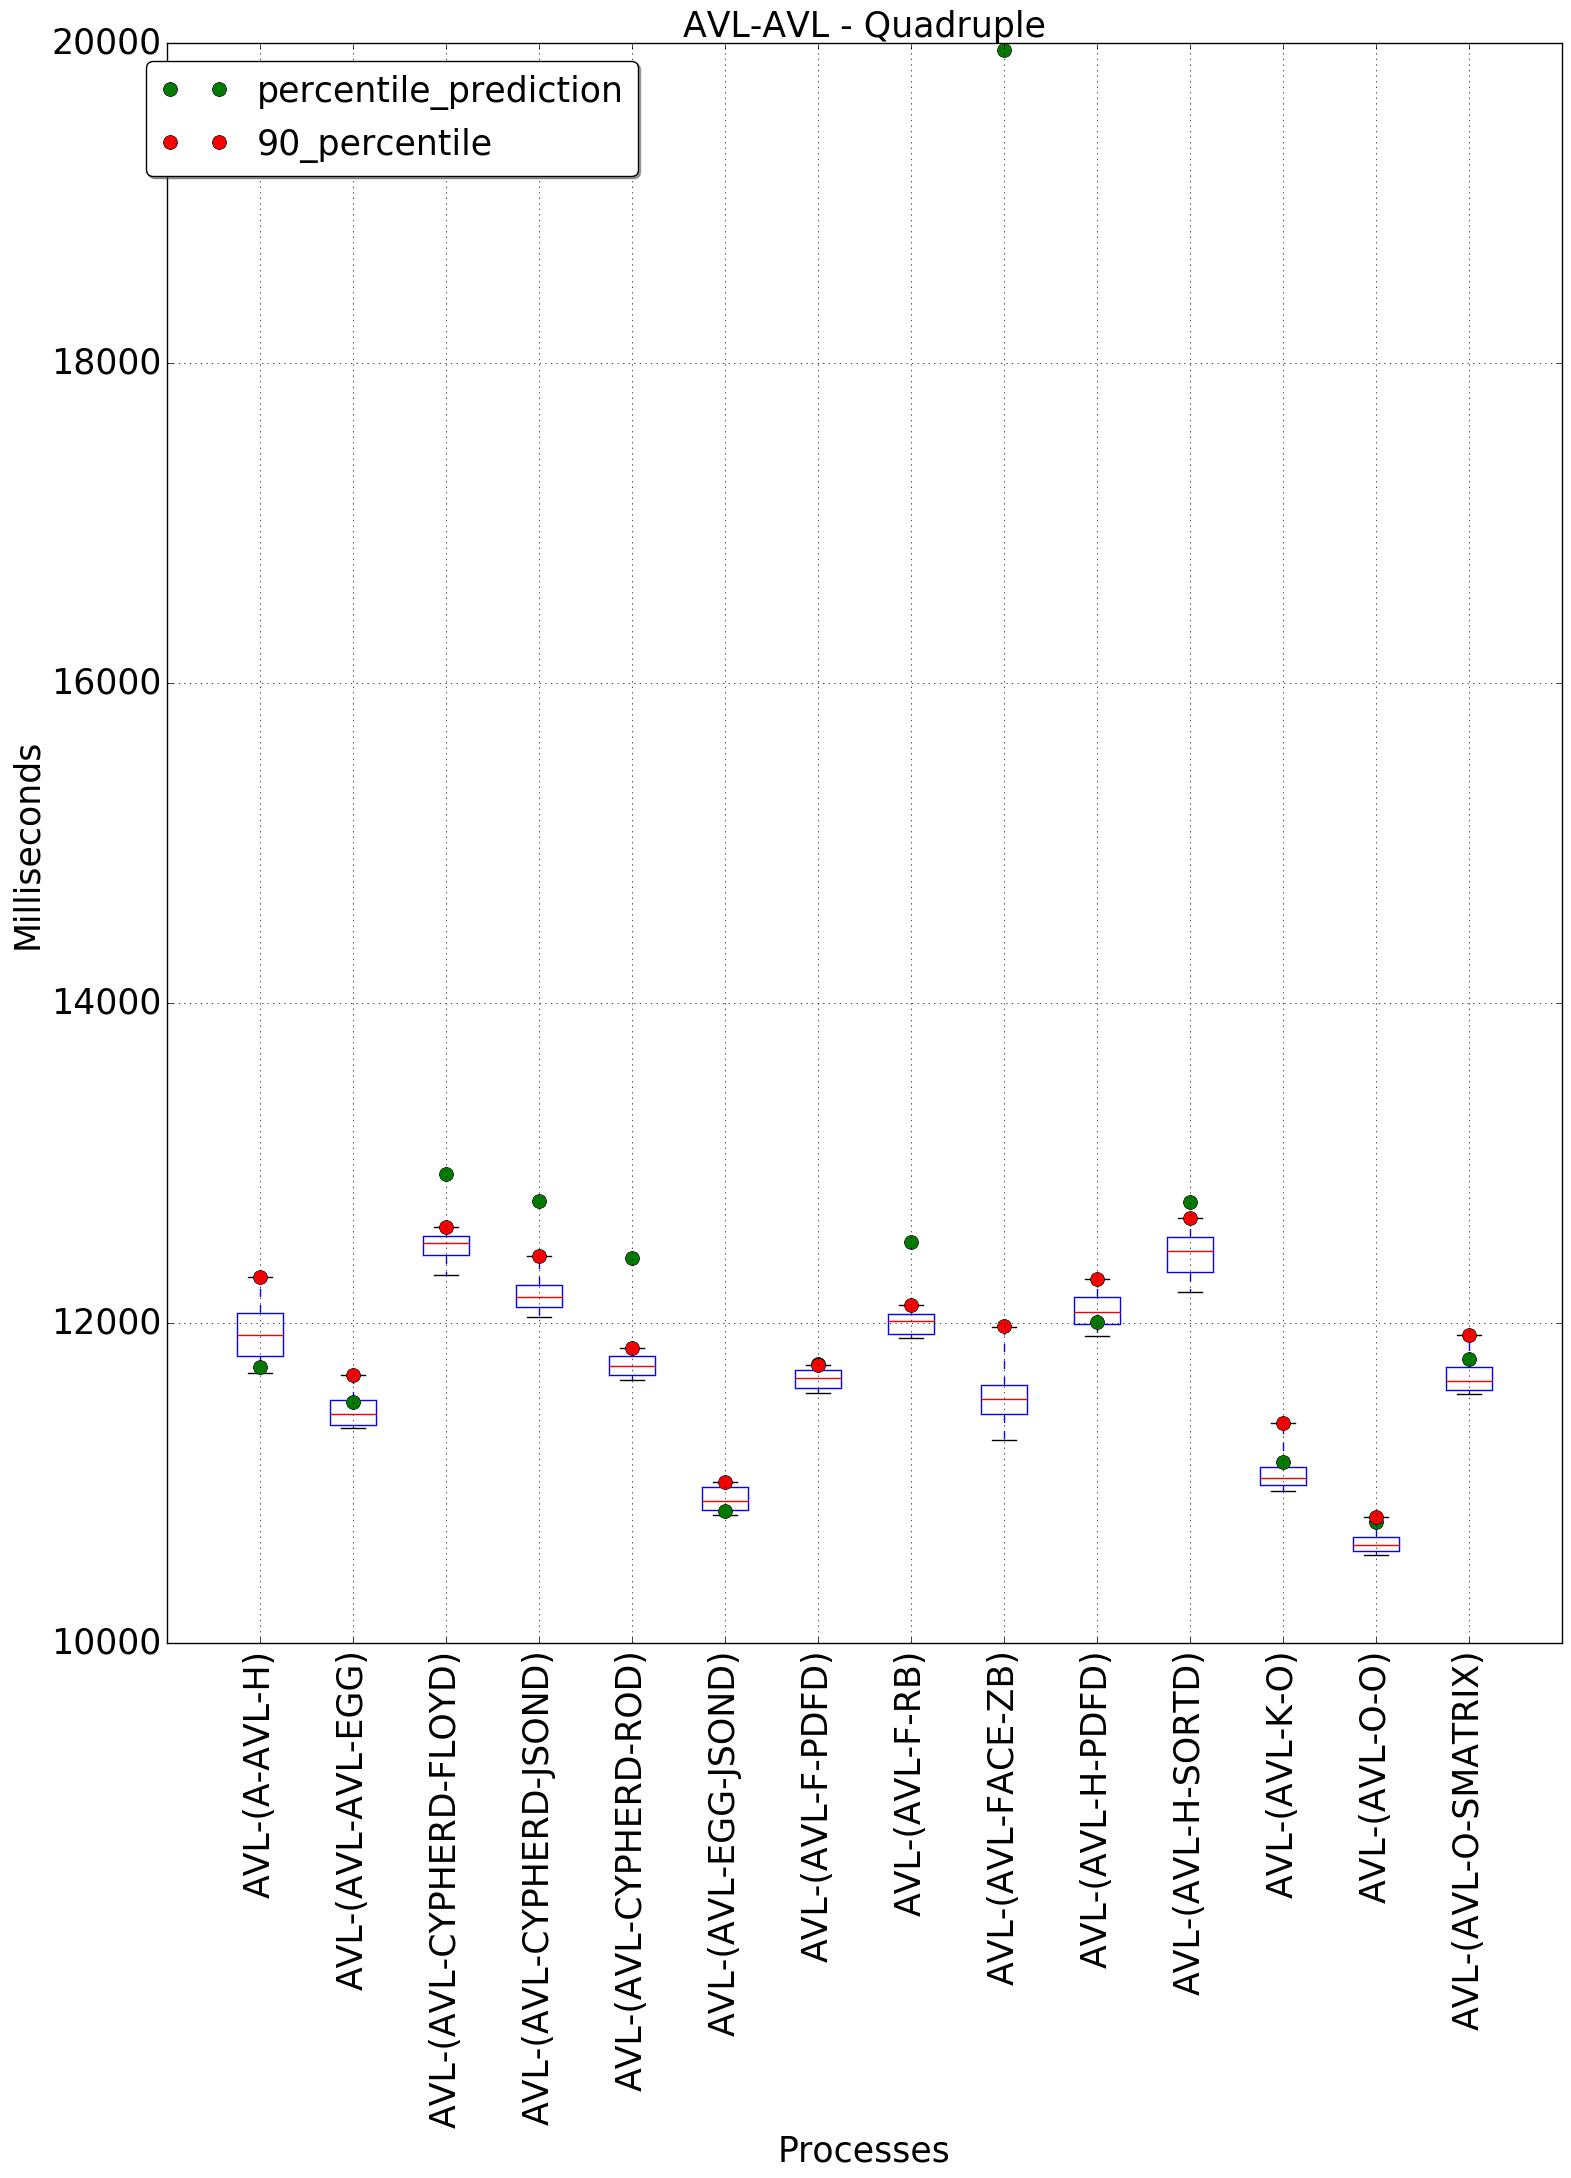 AVL-AVL - Quadruple
percentile_prediction
90_percentile
20000
18000
16000
14000
12000
10000
Milliseconds
AVL-(A-AVL-H)
AVL-(AVL-AVL-EGG)
AVL-(AVL-CYPHERD-FLOYD)
AVL-(AVL-CYPHERD-JSOND)
AVL-(AVL-CYPHERD-ROD)
AVL-(AVL-EGG-JSOND)
AVL-(AVL-F-PDFD)
AVL-(AVL-F-RB)
AVL-(AVL-FACE-ZB)
AVL-(AVL-H-PDFD)
AVL-(AVL-H-SORTD)
AVL-(AVL-K-O)
AVL-(AVL-O-O)
AVL-(AVL-O-SMATRIX)
Processes